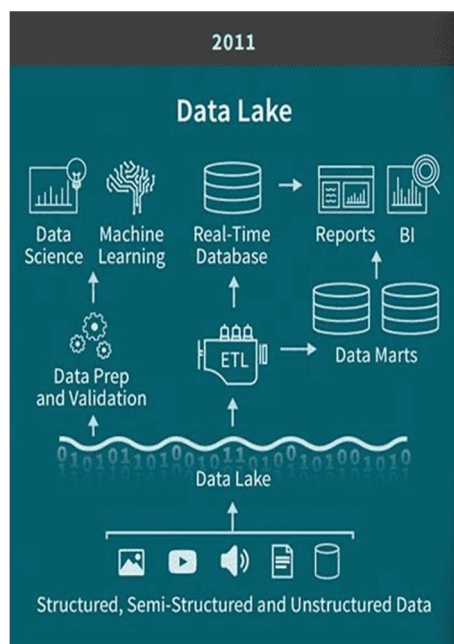 2011
Data Lake
Data
Science
Machine
Learning
Real-Time
Database
Reports
BI
ETL
Data Marts
Data Prep
and Validation
Data Lake
Structured, Semi-Structured and Unstructured Data